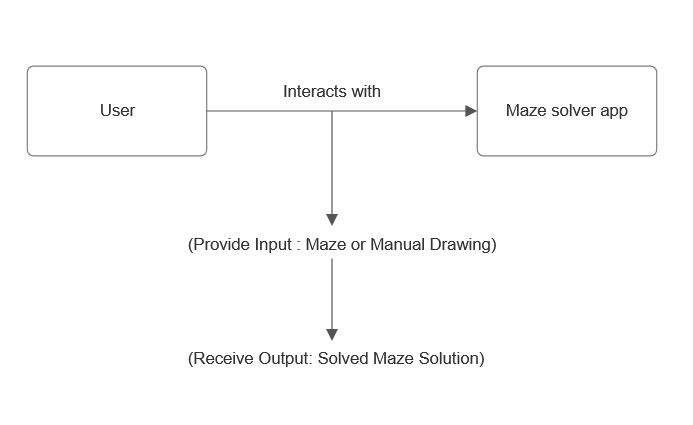 Interacts with
User
Maze solver app
(Provide Input : Maze or Manual Drawing)
(Receive Output: Solved Maze Solution)